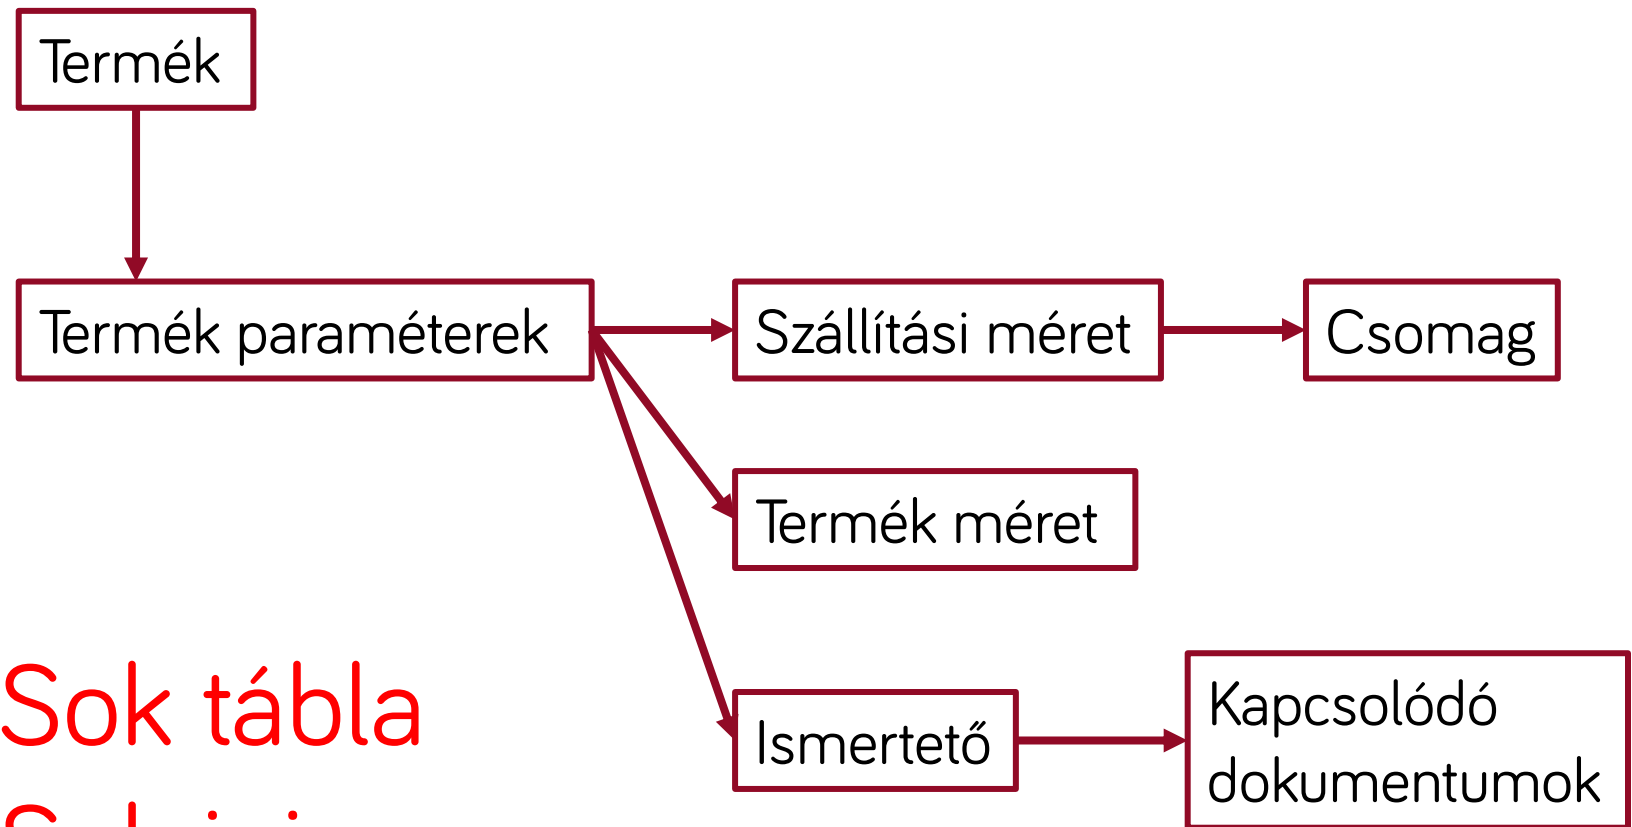 Termék
Termék paraméterek
Szállítási méret
Csomag
Termék méret
Ismertető
Kapcsolódó
dokumentumok
Sok tábla